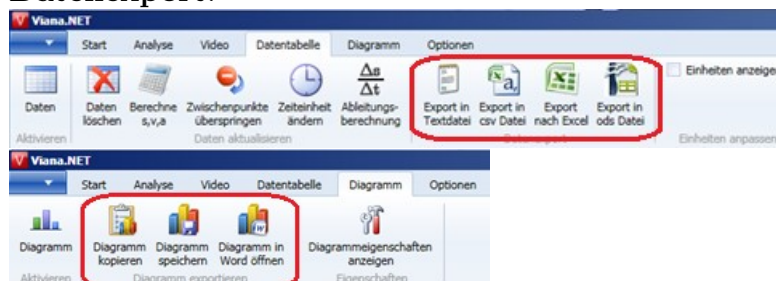 Datenexport:
Viana.NET
Start Analyse Video Datentabelle Diagramm Optionen
Daten Daten löschen Berechne s,v,a Zwischenpunkte überspringen Zeiteinheit ändern Δs Δt Ableitungs-berechnung Export in Textdatei a, Export in csv Datei Export nach Excel Export in ods Datei Einheiten anzeigen
Aktivieren Daten aktualisieren Datenexport Einheiten anpassen
Viana.NET
Start Analyse Video Datentabelle Diagramm Optionen
Diagramm Diagramm kopieren Diagramm speichern Diagramm in Word öffnen Diagrammeigenschaften anzeigen
Aktivieren Diagramm exportieren Eigenschaften